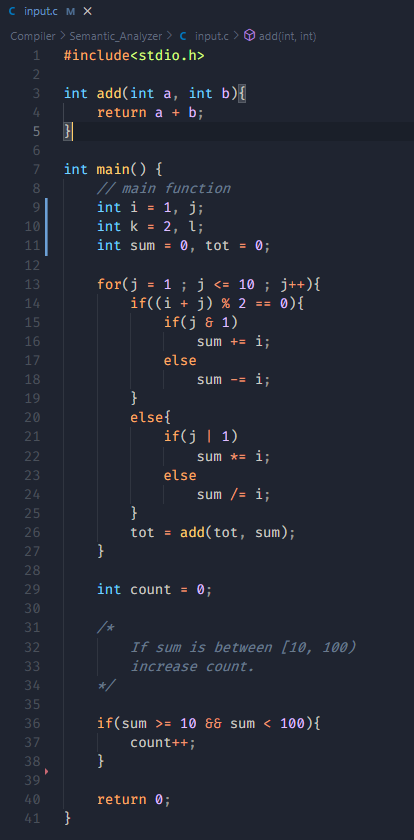 input.c M X
Compiler > Semantic_Analyzer > C input.c > add(int, int)
1 #include<stdio.h>
2
3 int add(int a, int b){
4     return a + b;
5 }
6
7 int main() {
8     // main function
9     int i = 1, j;
10     int k = 2, l;
11     int sum = 0, tot = 0;
12
13     for(j = 1 ; j <= 10 ; j++){
14         if((i + j) % 2 == 0){
15             if(j & 1)
16                 sum += i;
17             else
18                 sum -= i;
19         }
20         else{
21             if(j | 1)
22                 sum *= i;
23             else
24                 sum /= i;
25         }
26         tot = add(tot, sum);
27     }
28
29     int count = 0;
30
31     /*
32         If sum is between [10, 100)
33         increase count.
34     */
35
36     if(sum >= 10 && sum < 100){
37         count++;
38     }
39
40     return 0;
41 }